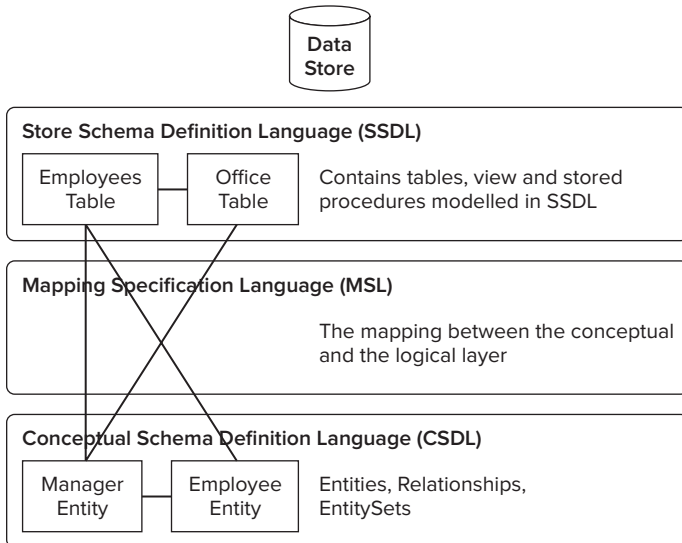 Data
Store
Store Schema Definition Language (SSDL)
Employees
Table
Office
Table
Contains tables, view and stored
procedures modelled in SSDL
Mapping Specification Language (MSL)
The mapping between the conceptual
and the logical layer
Conceptual Schema Definition Language (CSDL)
Manager
Entity
Employee
Entity
Entities, Relationships,
EntitySets